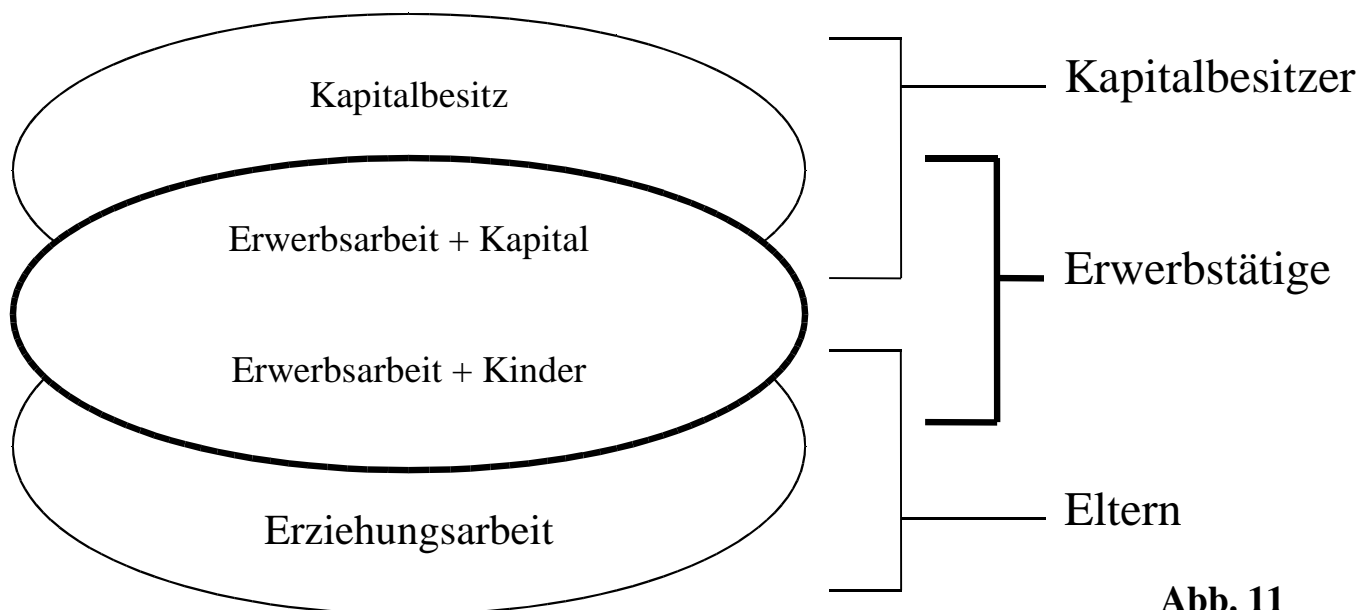 Kapitalbesitz
Erwerbsarbeit + Kapital
Erwerbsarbeit + Kinder
Erziehungsarbeit
Kapitalbesitzer
Erwerbstätige
Eltern
Abb. 11